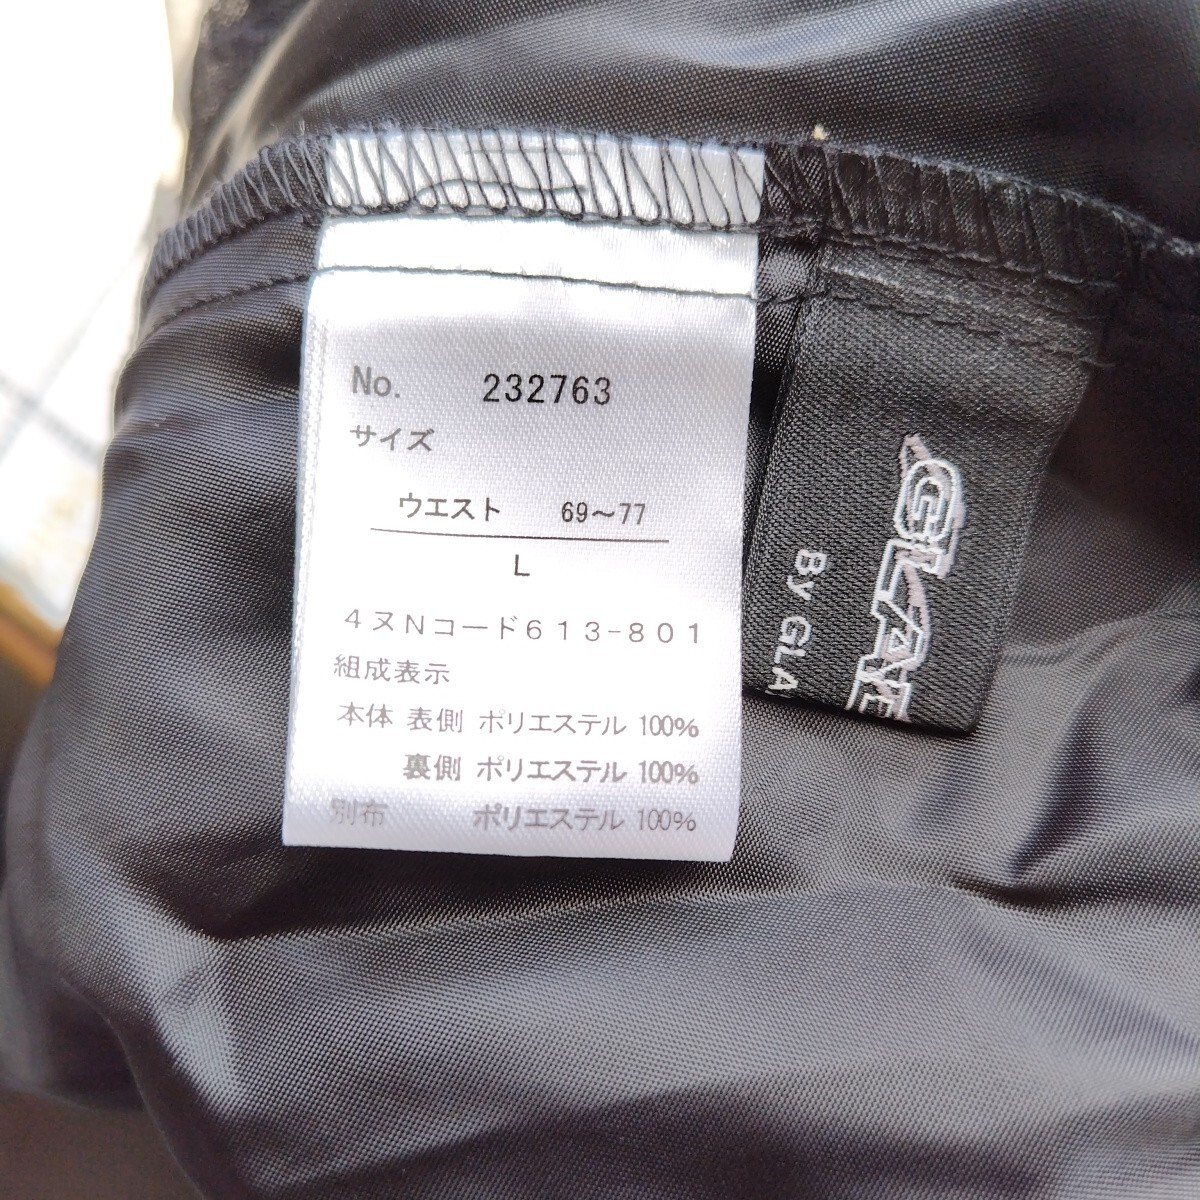 No. 232763
サイズ
ウエスト 69～77
L
4ヌNコード613-801
組成表示
本体 表側 ポリエステル 100%
裏側 ポリエステル 100%
別布 ポリエステル 100%
By GLA